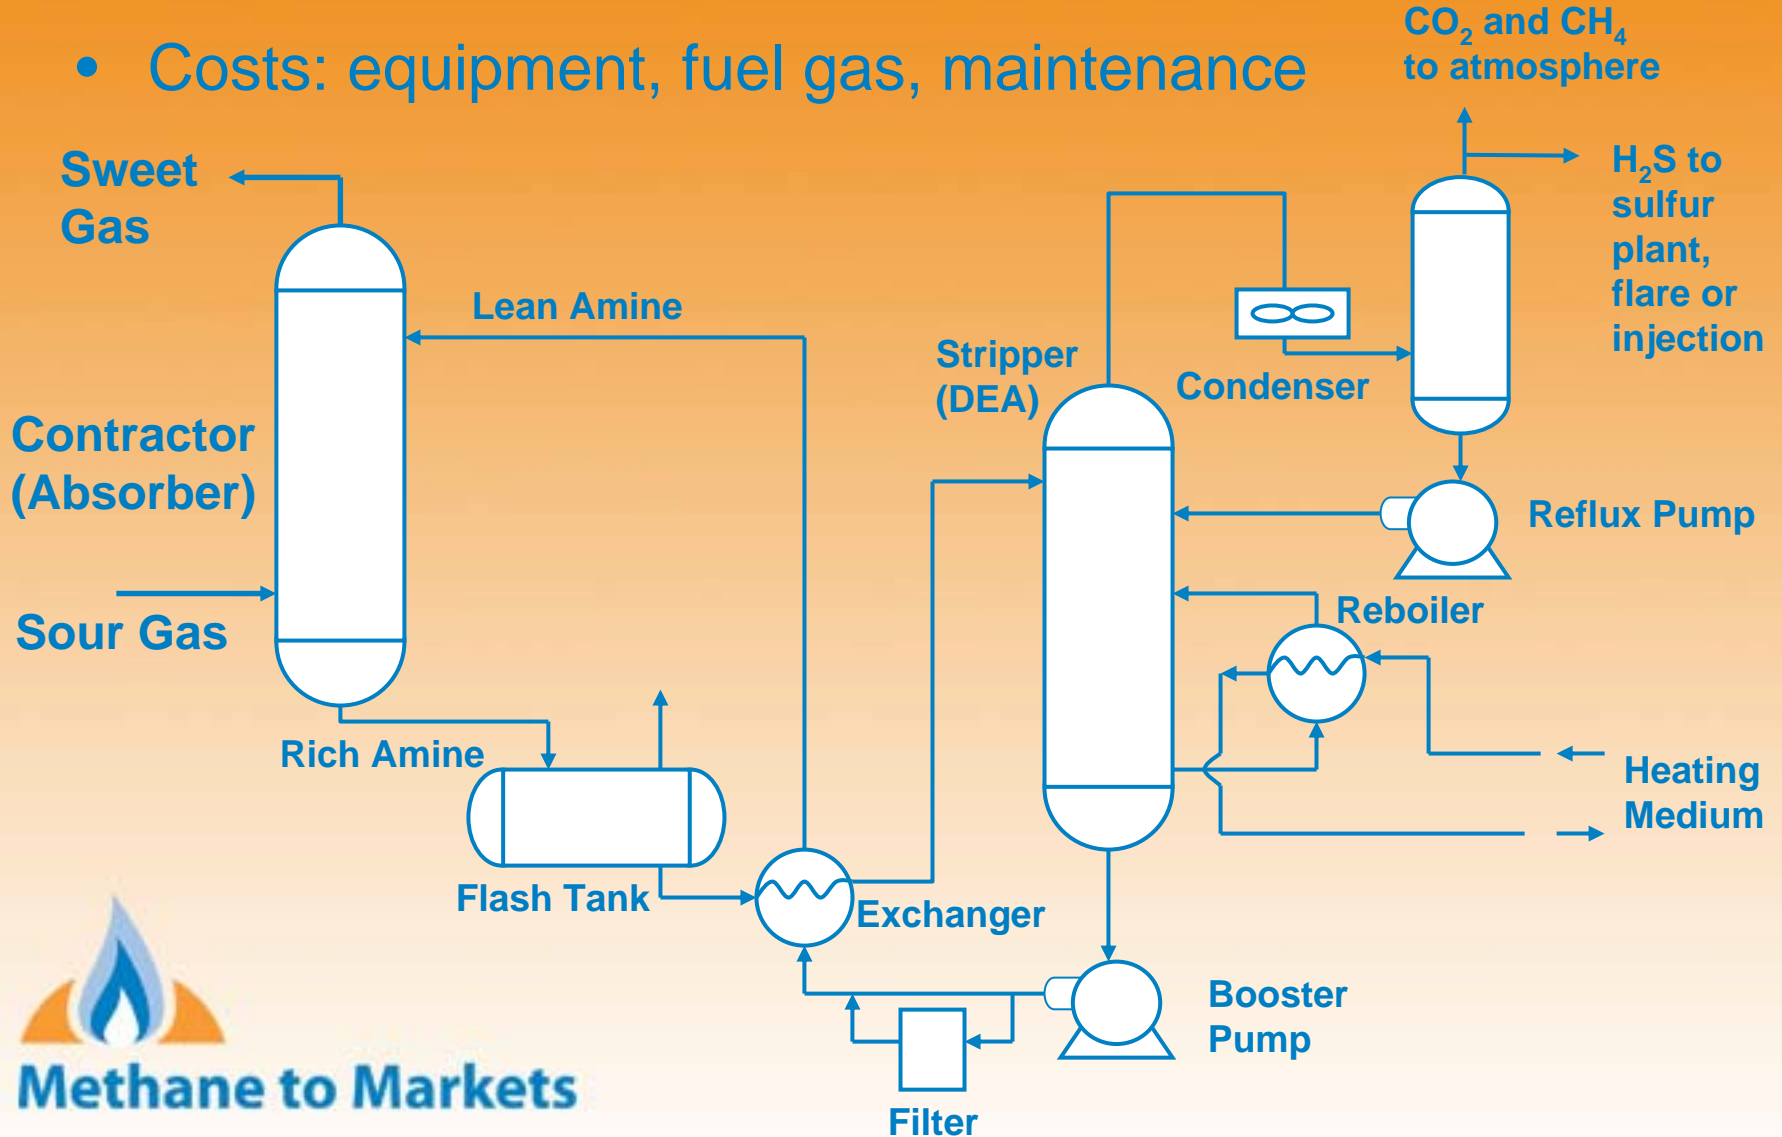 • Costs: equipment, fuel gas, maintenance
CO₂ and CH₄
to atmosphere
Sweet
Gas
H₂S to
sulfur
plant,
flare or
injection
Lean Amine
Stripper
(DEA)
Condenser
Contractor
(Absorber)
Reflux Pump
Sour Gas
Reboiler
Rich Amine
Heating
Medium
Flash Tank
Exchanger
Booster
Pump
Filter
Methane to Markets